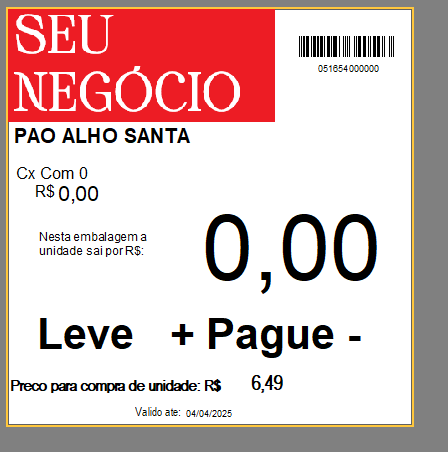 SEU
NEGÓCIO
051654000000
PAO ALHO SANTA
Cx Com 0
R$ 0,00
Nesta embalagem a
unidade sai por R$:
0,00
Leve + Pague -
Preco para compra de unidade: R$ 6,49
Valido ate: 04/04/2025